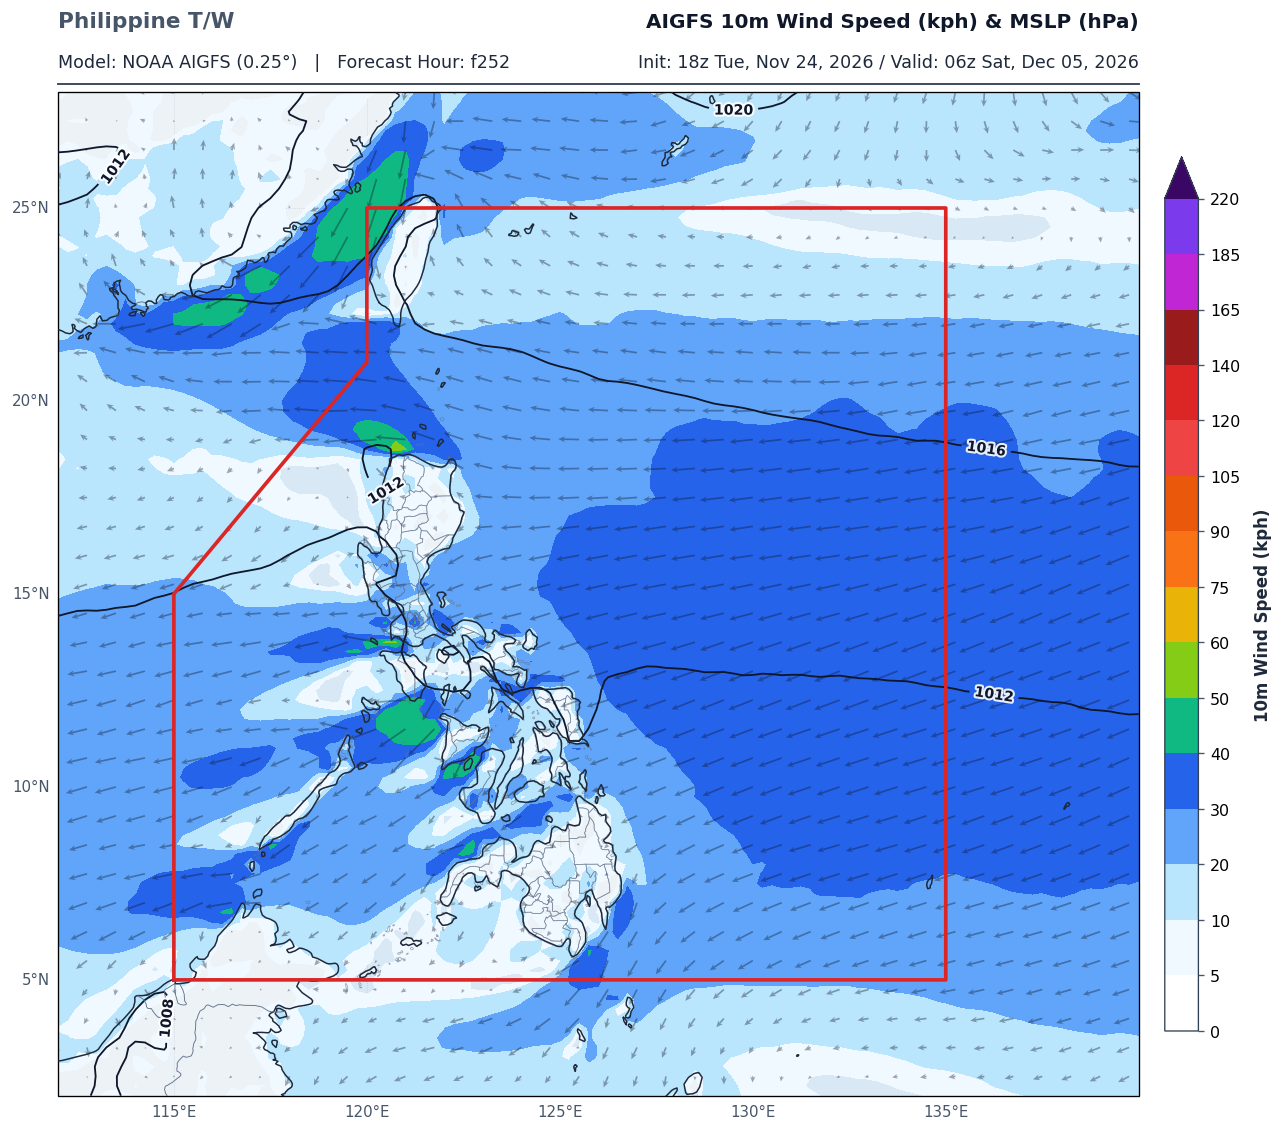 Philippine T/W
AIGFS 10m Wind Speed (kph) & MSLP (hPa)
Model: NOAA AIGFS (0.25°) | Forecast Hour: f252
Init: 18z Tue, Nov 24, 2026 / Valid: 06z Sat, Dec 05, 2026
1020
1012
1016
1012
1012
1008
25°N
20°N
15°N
10°N
5°N
115°E
120°E
125°E
130°E
135°E
220
185
165
140
120
105
90
75
60
50
40
30
20
10
5
0
10m Wind Speed (kph)